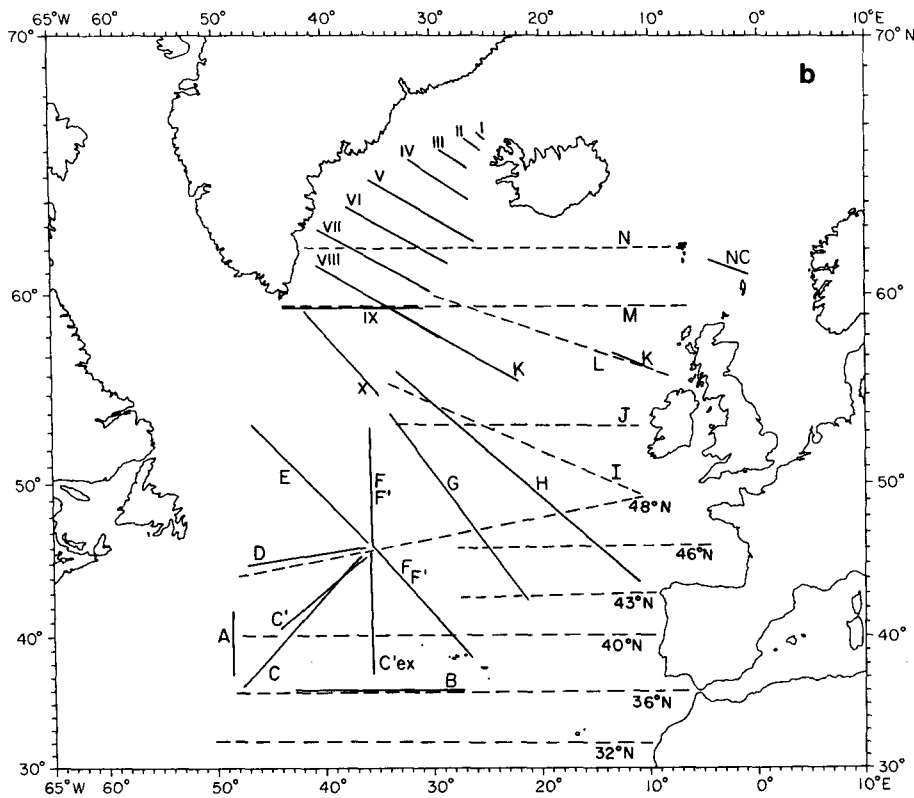 65°W 50° 40° 30° 20° 10° 0° 10°E
70° 70° N
b
I
II
III
IV
V
VI
VII
N
VIII
NC
60° 60°
IX M
K
L
K
X
J
E F G H I
F'
50° 50°
48°N
D 46°N
F F'
43°N
C'
A
40° 40°
40°N
C C'ex
B
36°N
32°N
30° 30°
65°W 50° 40° 30° 20° 10° 0° 10°E